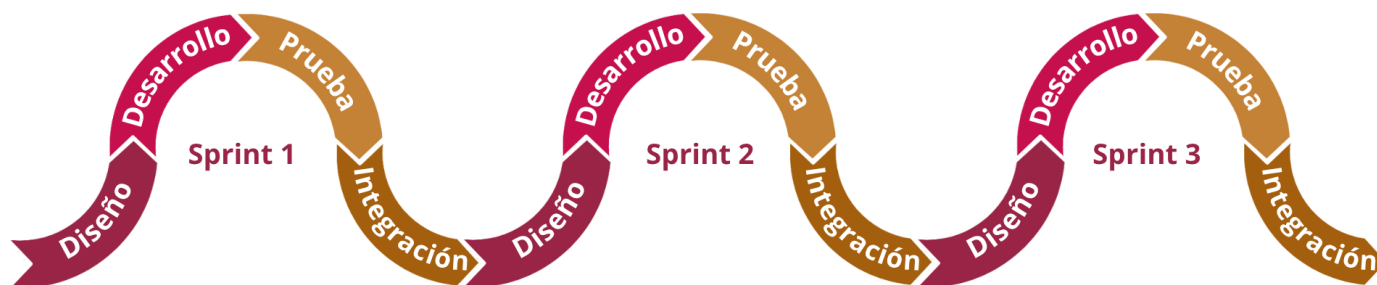 Diseño
Desarrollo
Prueba
Integración
Sprint 1
Diseño
Desarrollo
Prueba
Integración
Sprint 2
Diseño
Desarrollo
Prueba
Integración
Sprint 3